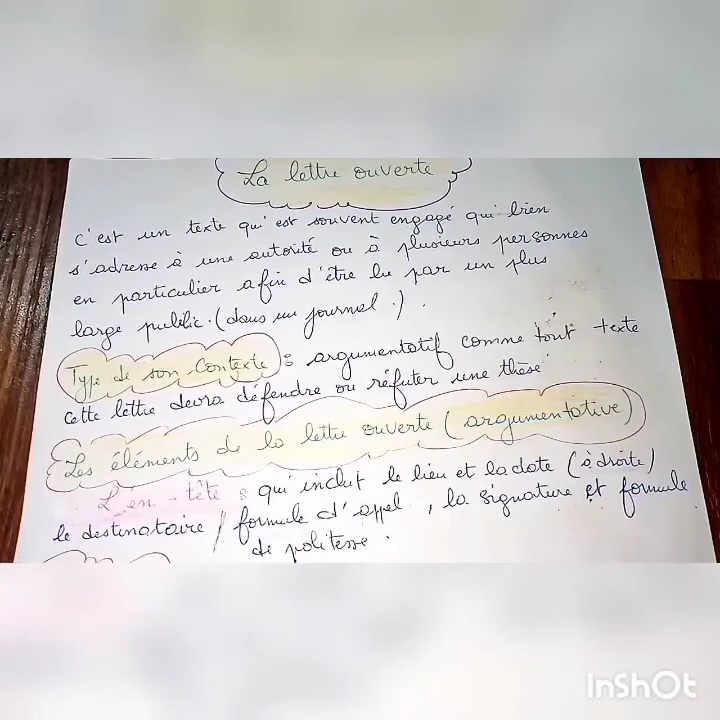 La lettre ouverte
c'est un texte qui est souvent engagé qui bien
s'adresse à une autorité ou à plusieurs personnes
en particulier afin d'être lu par un plus
large public. (dans un journal.).
Type de son contexte : argumentatif comme tout texte
cette lettre devra défendre ou réfuter une thèse
Les éléments de la lettre ouverte (argumentative)
L'en-tête : qui inclut le lieu et la date (à droite)
le destinataire / formule d'appel, la signature et formule
de politesse.
InShOt